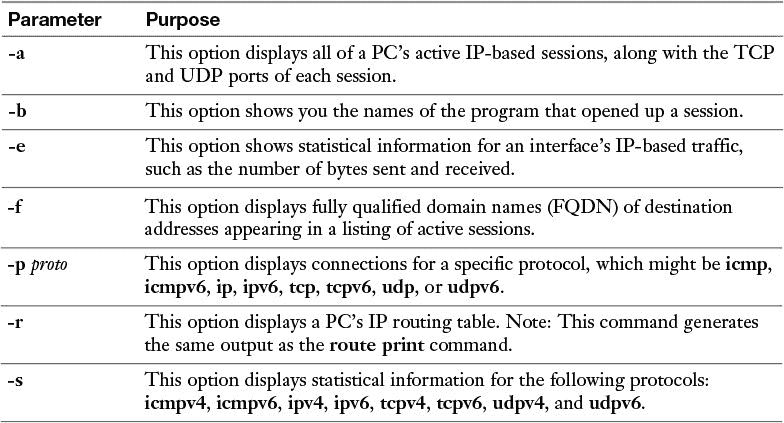 Parameter Purpose
-a This option displays all of a PC’s active IP-based sessions, along with the TCP
and UDP ports of each session.
-b This option shows you the names of the program that opened up a session.
-e This option shows statistical information for an interface’s IP-based traffic,
such as the number of bytes sent and received.
-f This option displays fully qualified domain names (FQDN) of destination
addresses appearing in a listing of active sessions.
-p proto This option displays connections for a specific protocol, which might be icmp,
icmpv6, ip, ipv6, tcp, tcpv6, udp, or udpv6.
-r This option displays a PC’s IP routing table. Note: This command generates
the same output as the route print command.
-s This option displays statistical information for the following protocols:
icmpv4, icmpv6, ipv4, ipv6, tcpv4, tcpv6, udpv4, and udpv6.